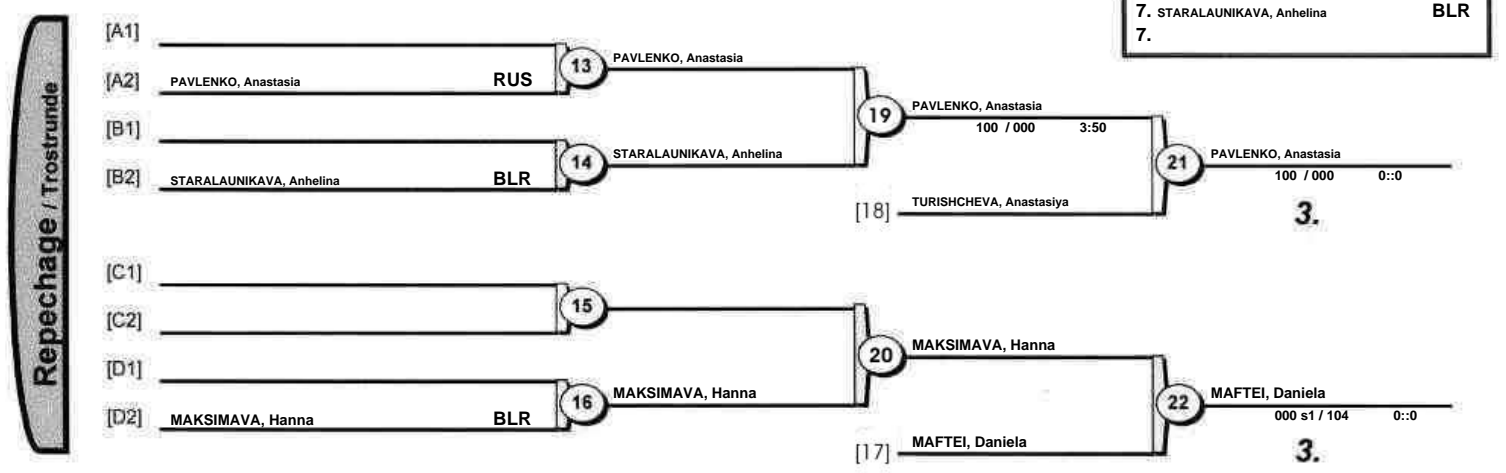 7. STARALAUNIKAVA, Anhelina BLR
7.
Repechage / Trostrunde
[A1]
[A2] PAVLENKO, Anastasia RUS
13 PAVLENKO, Anastasia
[B1]
[B2] STARALAUNIKAVA, Anhelina BLR
14 STARALAUNIKAVA, Anhelina
19 PAVLENKO, Anastasia
100 / 000 3:50
[18] TURISHCHEVA, Anastasiya
21 PAVLENKO, Anastasia
100 / 000 0::0
3.
[C1]
[C2]
15
[D1]
[D2] MAKSIMAVA, Hanna BLR
16 MAKSIMAVA, Hanna
20 MAKSIMAVA, Hanna
[17] MAFTEI, Daniela
22 MAFTEI, Daniela
000 s1 / 104 0::0
3.